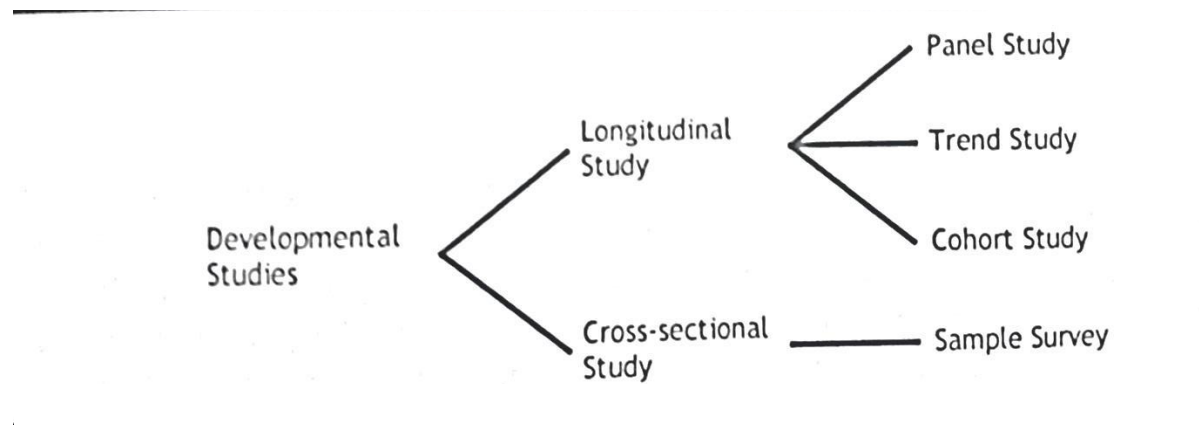 Panel Study
Longitudinal
Study
Trend Study
Developmental
Studies
Cohort Study
Cross-sectional
Study
Sample Survey